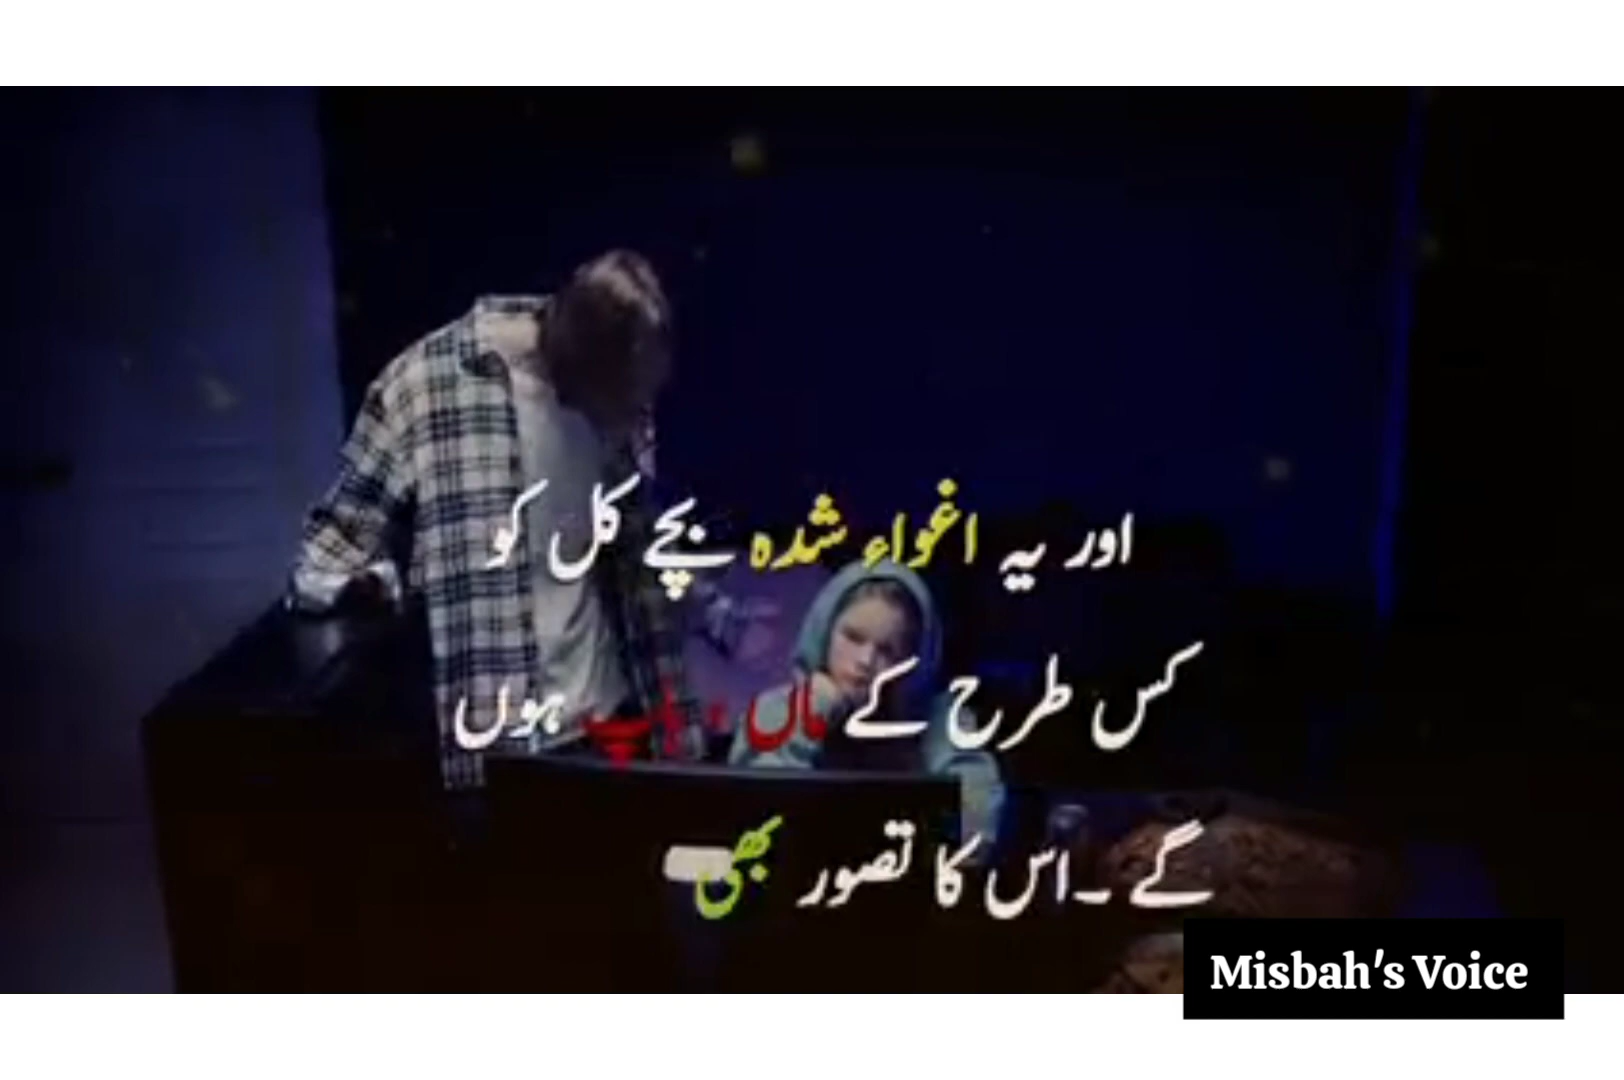 اور یہ اغواء شدہ بچے کل کو
کس طرح کے ماں ، باپ ہوں
گے ۔اس کا تصور بھی
Misbah's Voice